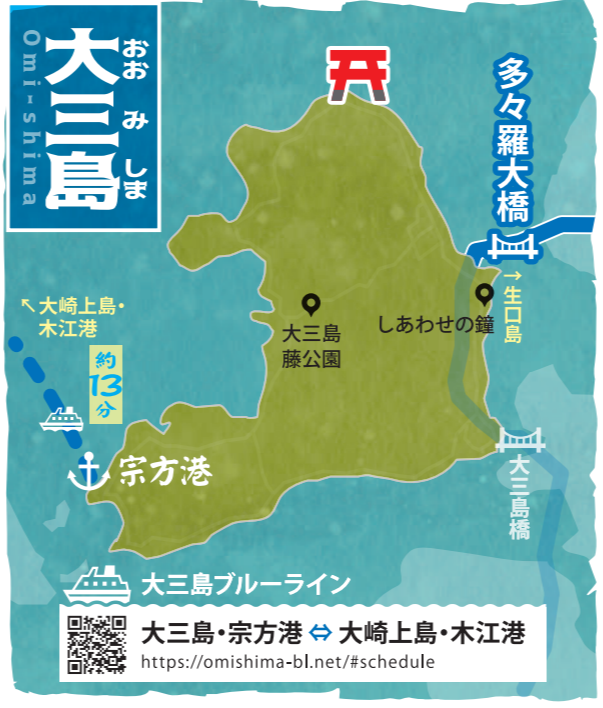 大三島
おおみしま
Omi-shima
多々羅大橋
→生口島
↖大崎上島・
木江港
約
13
分
大三島
藤公園
しあわせの鐘
宗方港
大三島橋
大三島ブルーライン
大三島・宗方港⇔大崎上島・木江港
https://omishima-bl.net/#schedule